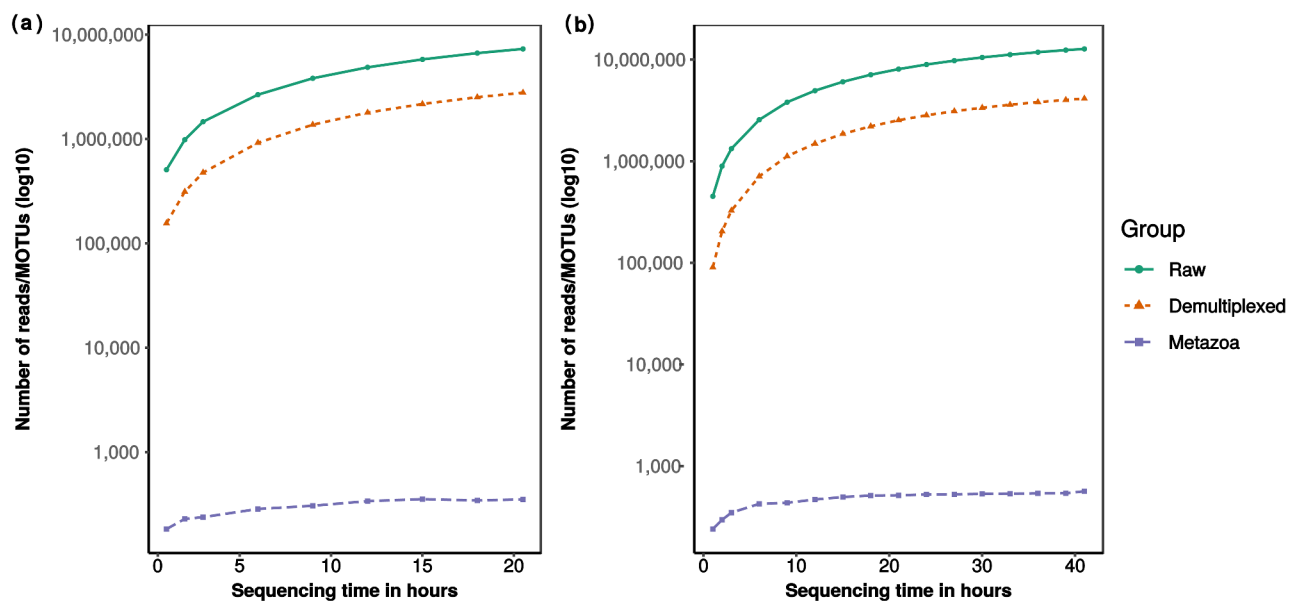 (a)
Number of reads/MOTUs (log10)
10,000,000
1,000,000
100,000
10,000
1,000
0 5 10 15 20
Sequencing time in hours
(b)
Number of reads/MOTUs (log10)
10,000,000
1,000,000
100,000
10,000
1,000
0 10 20 30 40
Sequencing time in hours
Group
Raw
Demultiplexed
Metazoa